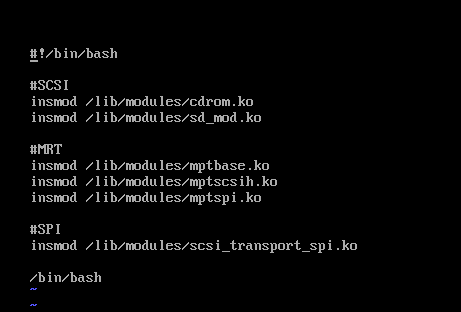 #!/bin/bash
#SCSI
insmod /lib/modules/cdrom.ko
insmod /lib/modules/sd_mod.ko
#MRT
insmod /lib/modules/mptbase.ko
insmod /lib/modules/mptscsih.ko
insmod /lib/modules/mptspi.ko
#SPI
insmod /lib/modules/scsi_transport_spi.ko
/bin/bash
~
~